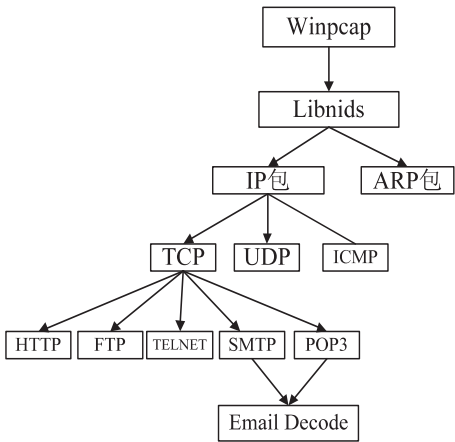 Winpcap
Libnids
IP包
ARP包
TCP
UDP
ICMP
HTTP
FTP
TELNET
SMTP
POP3
Email Decode